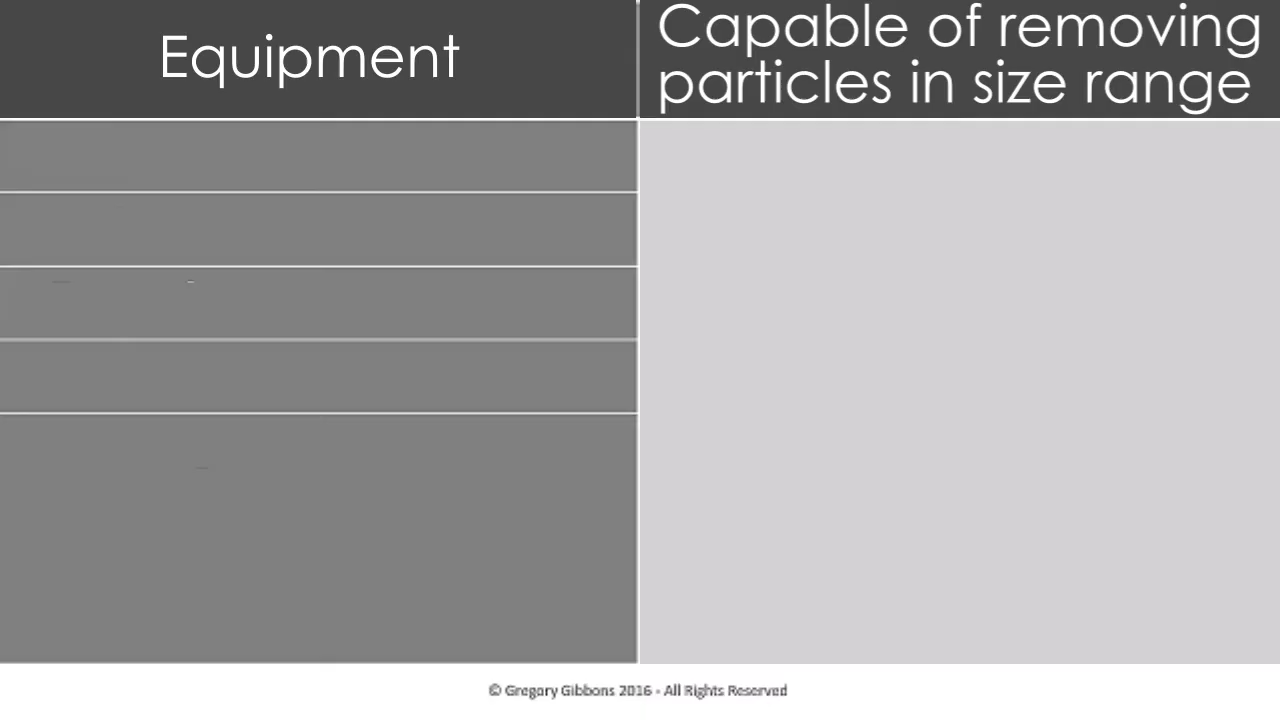 Equipment
Capable of removing
particles in size range
© Gregory Gibbons 2016 - All Rights Reserved